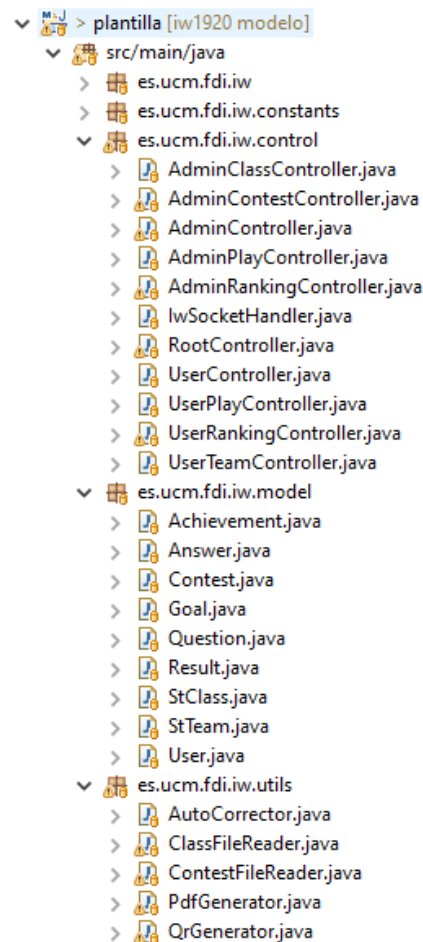 > plantilla [iw1920 modelo]
src/main/java
es.ucm.fdi.iw
es.ucm.fdi.iw.constants
es.ucm.fdi.iw.control
AdminClassController.java
AdminContestController.java
AdminController.java
AdminPlayController.java
AdminRankingController.java
IwSocketHandler.java
RootController.java
UserController.java
UserPlayController.java
UserRankingController.java
UserTeamController.java
es.ucm.fdi.iw.model
Achievement.java
Answer.java
Contest.java
Goal.java
Question.java
Result.java
StClass.java
StTeam.java
User.java
es.ucm.fdi.iw.utils
AutoCorrector.java
ClassFileReader.java
ContestFileReader.java
PdfGenerator.java
QrGenerator.java